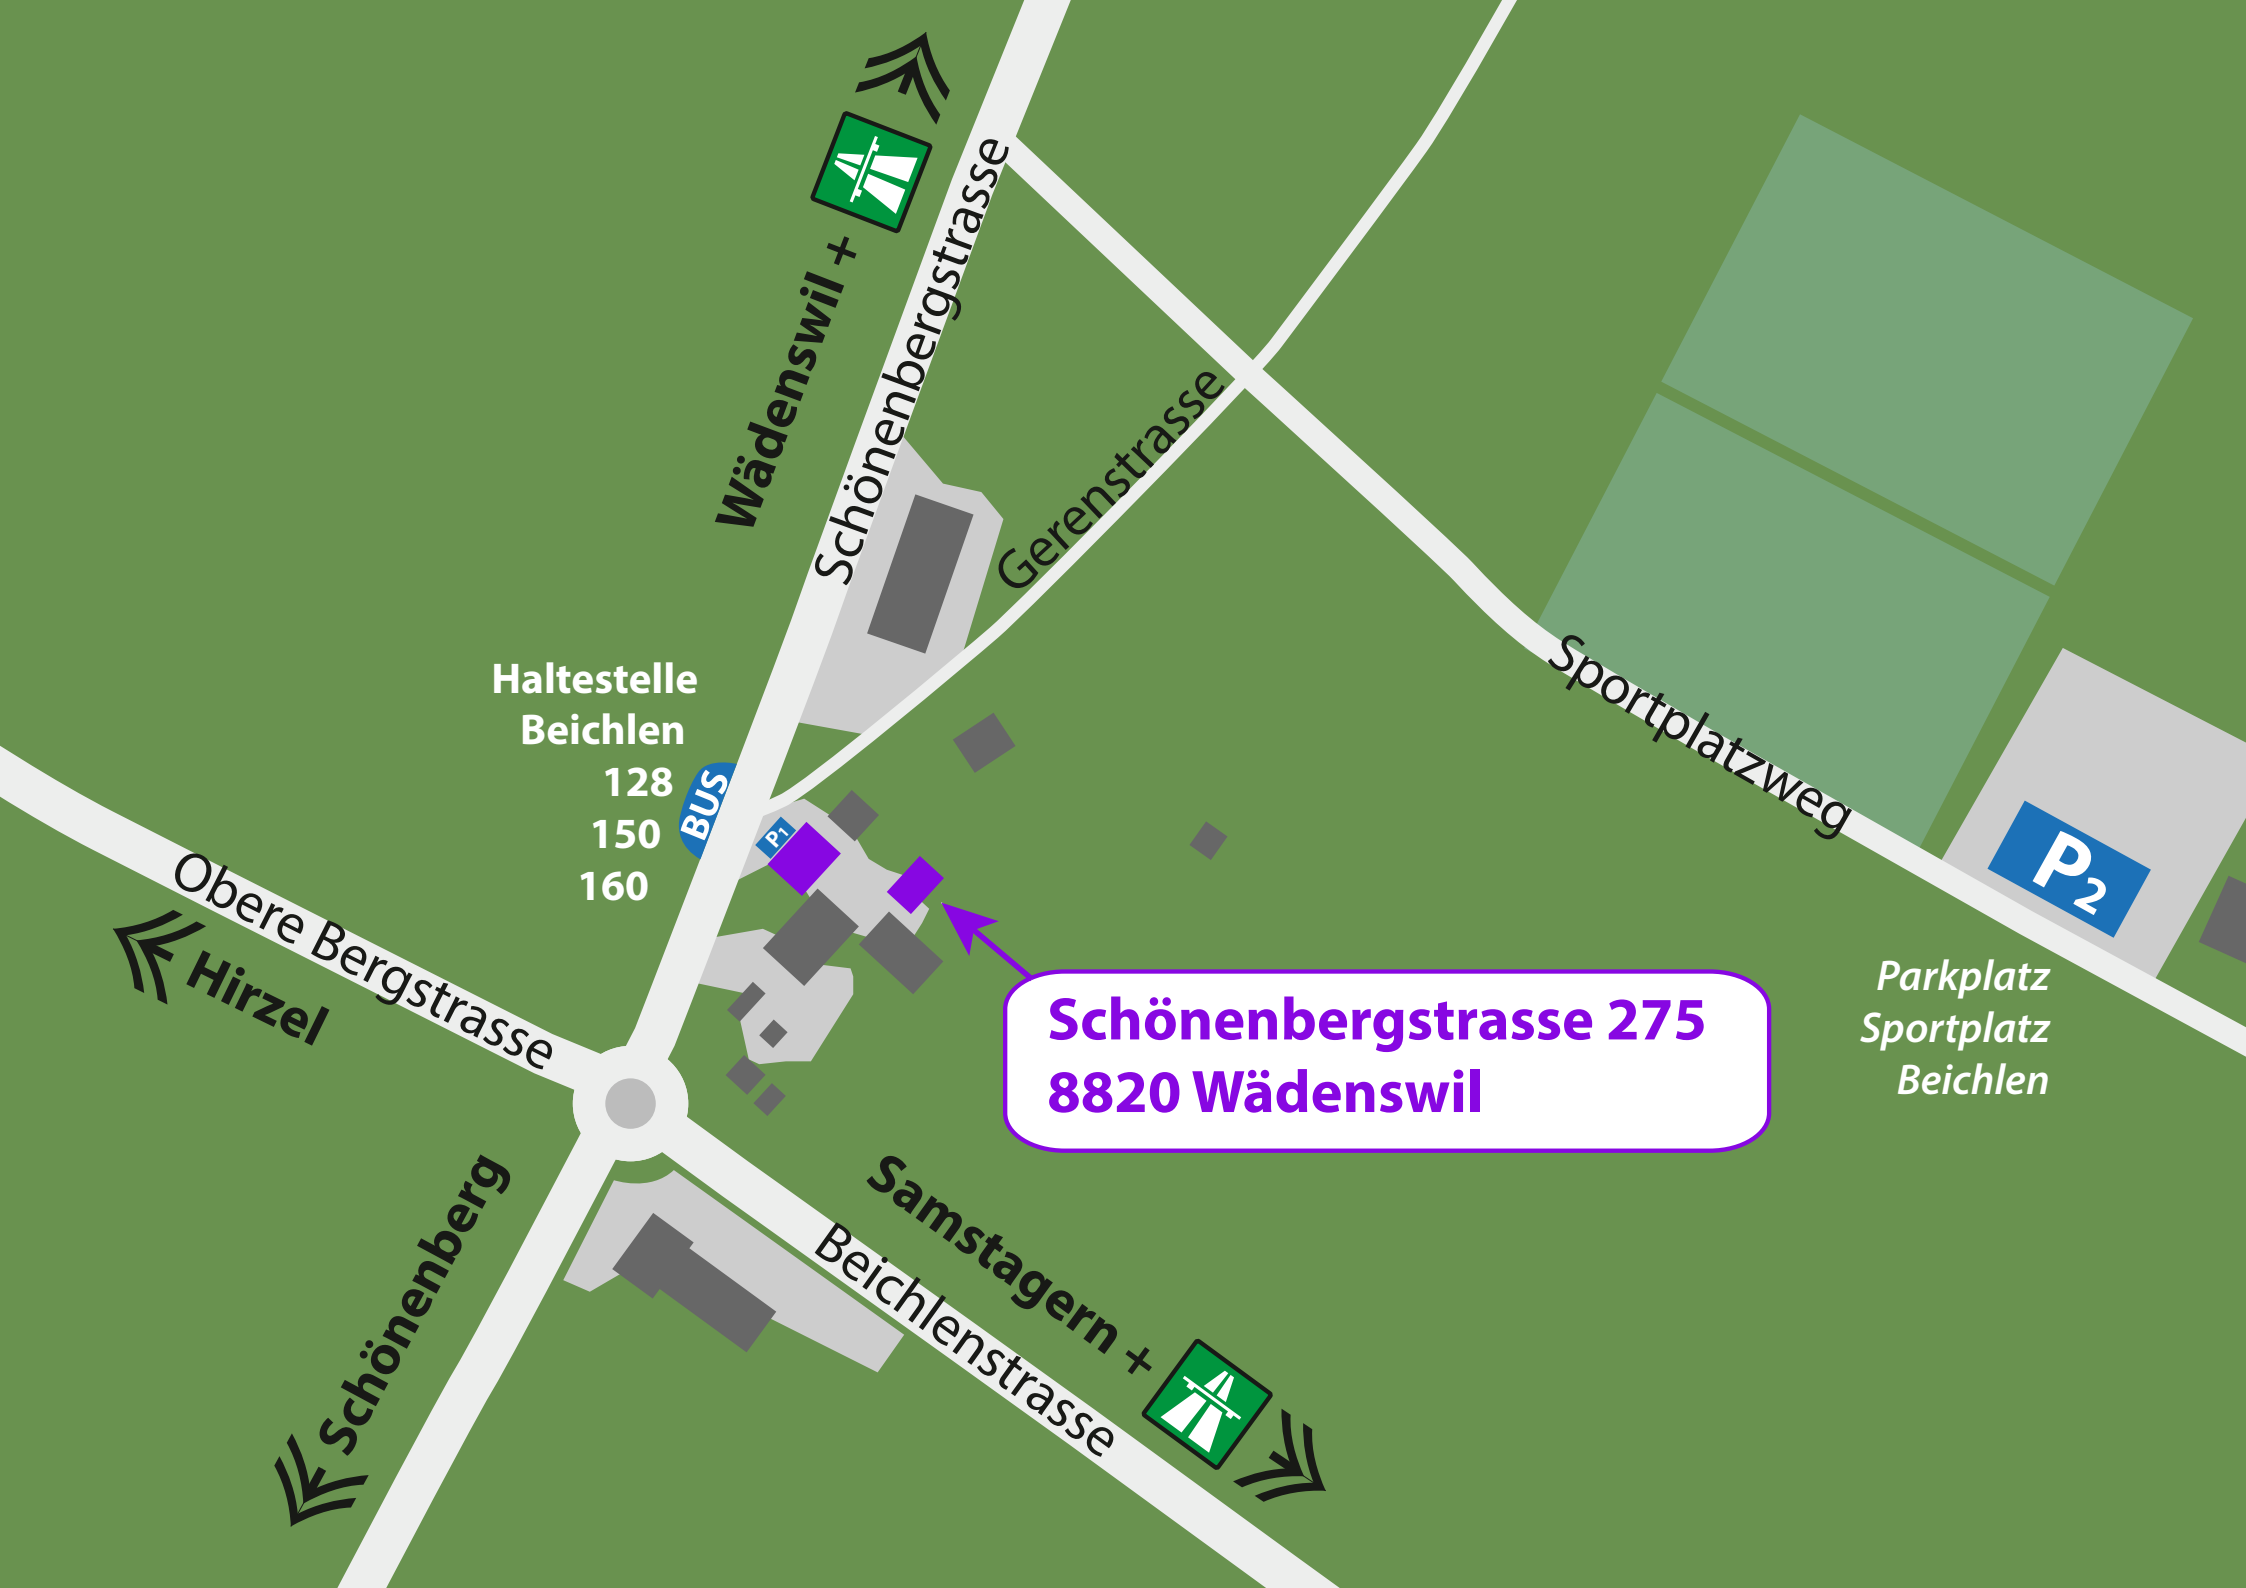 Wädenswil +
Schönenbergstrasse
Gerenstrasse
Sportplatzweg
Haltestelle
Beichlen
128
150
160
BUS
P1
P2
Obere Bergstrasse
Hirzel
Schönenbergstrasse 275
8820 Wädenswil
Parkplatz
Sportplatz
Beichlen
Schönenberg
Samstagern +
Beichlenstrasse